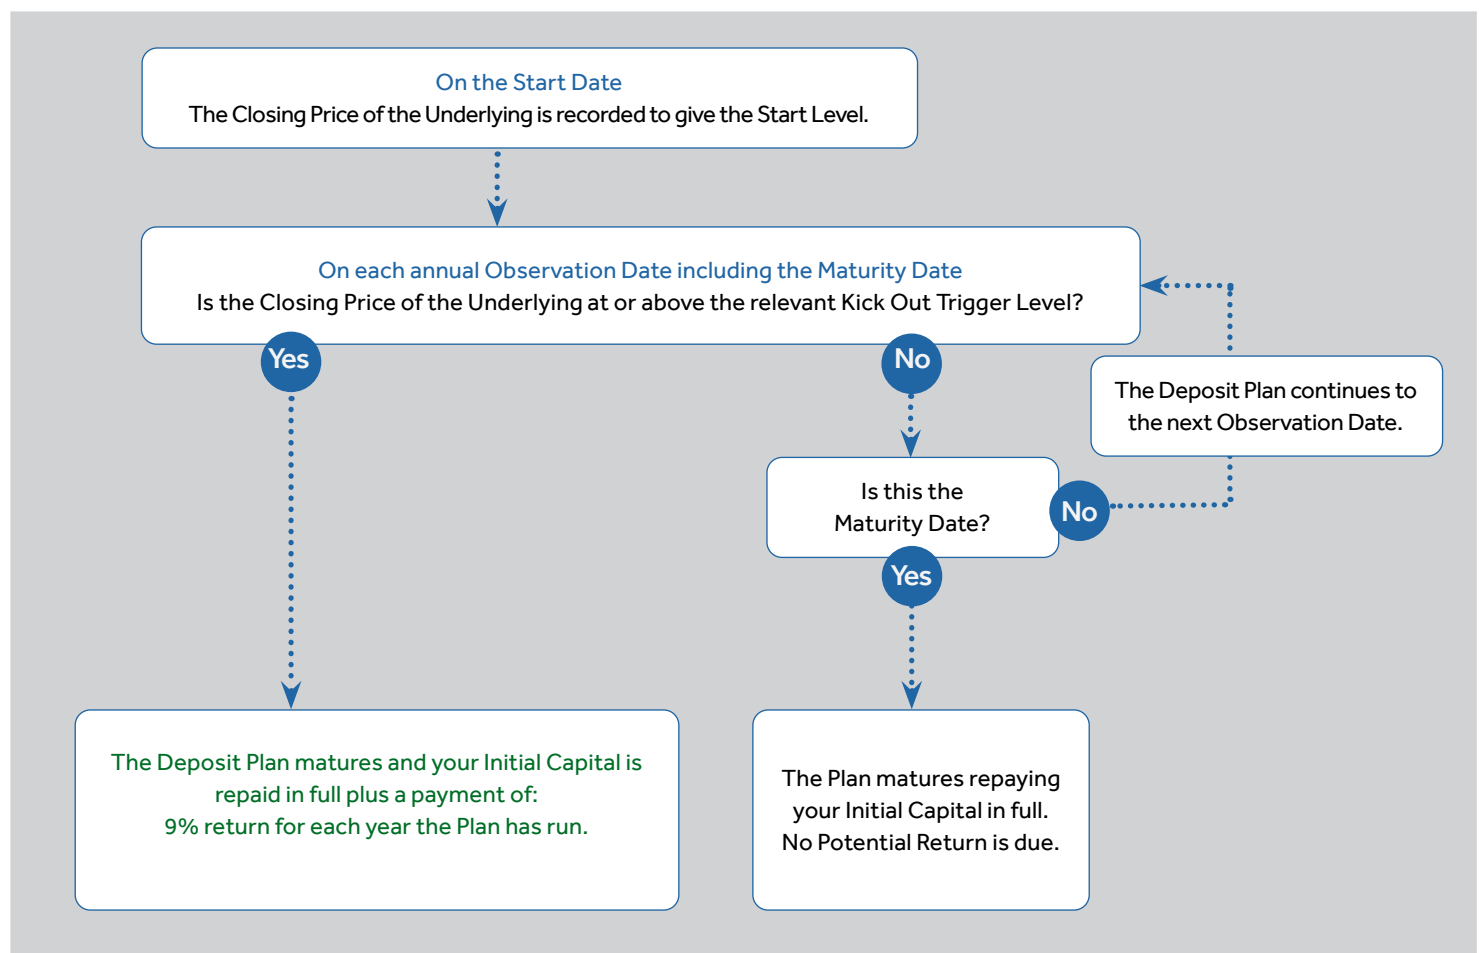 On the Start Date
The Closing Price of the Underlying is recorded to give the Start Level.
On each annual Observation Date including the Maturity Date
Is the Closing Price of the Underlying at or above the relevant Kick Out Trigger Level?
Yes
No
The Deposit Plan continues to
the next Observation Date.
Is this the
Maturity Date?
No
Yes
The Deposit Plan matures and your Initial Capital is
repaid in full plus a payment of:
9% return for each year the Plan has run.
The Plan matures repaying
your Initial Capital in full.
No Potential Return is due.